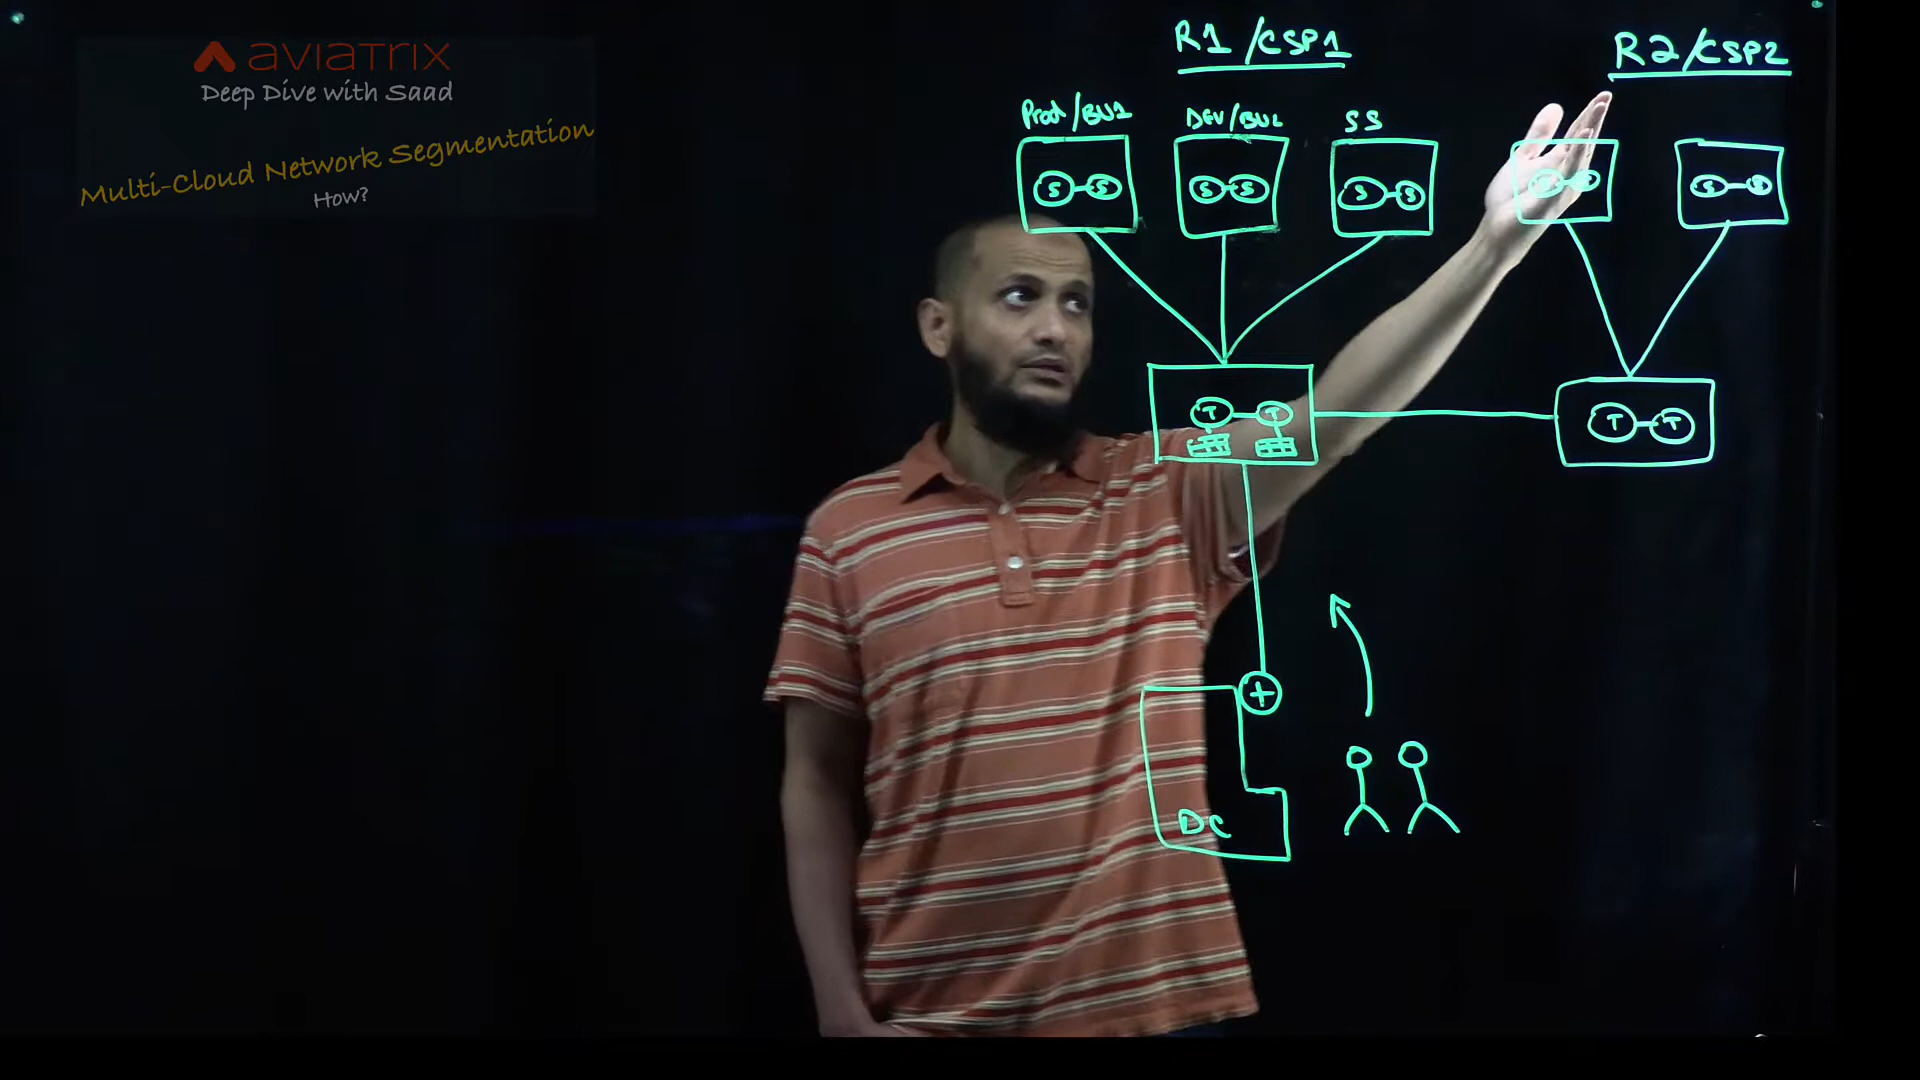 aviatrix
Deep Dive with Saad
Multi-Cloud Network Segmentation
How?
R1/CSP1
R2/CSP2
Prod/BU1
DEV/BU2
SS
S S
S S
S S
S S
S S
T T
T T
DC